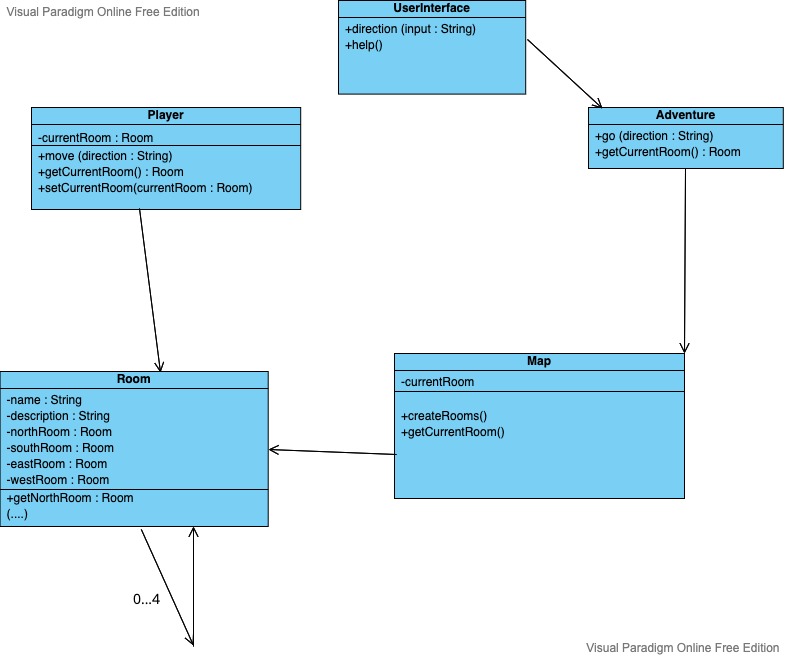 Visual Paradigm Online Free Edition
UserInterface
+direction (input : String)
+help()
Player
-currentRoom : Room
+move (direction : String)
+getCurrentRoom() : Room
+setCurrentRoom(currentRoom : Room)
Adventure
+go (direction : String)
+getCurrentRoom() : Room
Room
-name : String
-description : String
-northRoom : Room
-southRoom : Room
-eastRoom : Room
-westRoom : Room
+getNorthRoom : Room
(....)
Map
-currentRoom
+createRooms()
+getCurrentRoom()
0...4
Visual Paradigm Online Free Edition